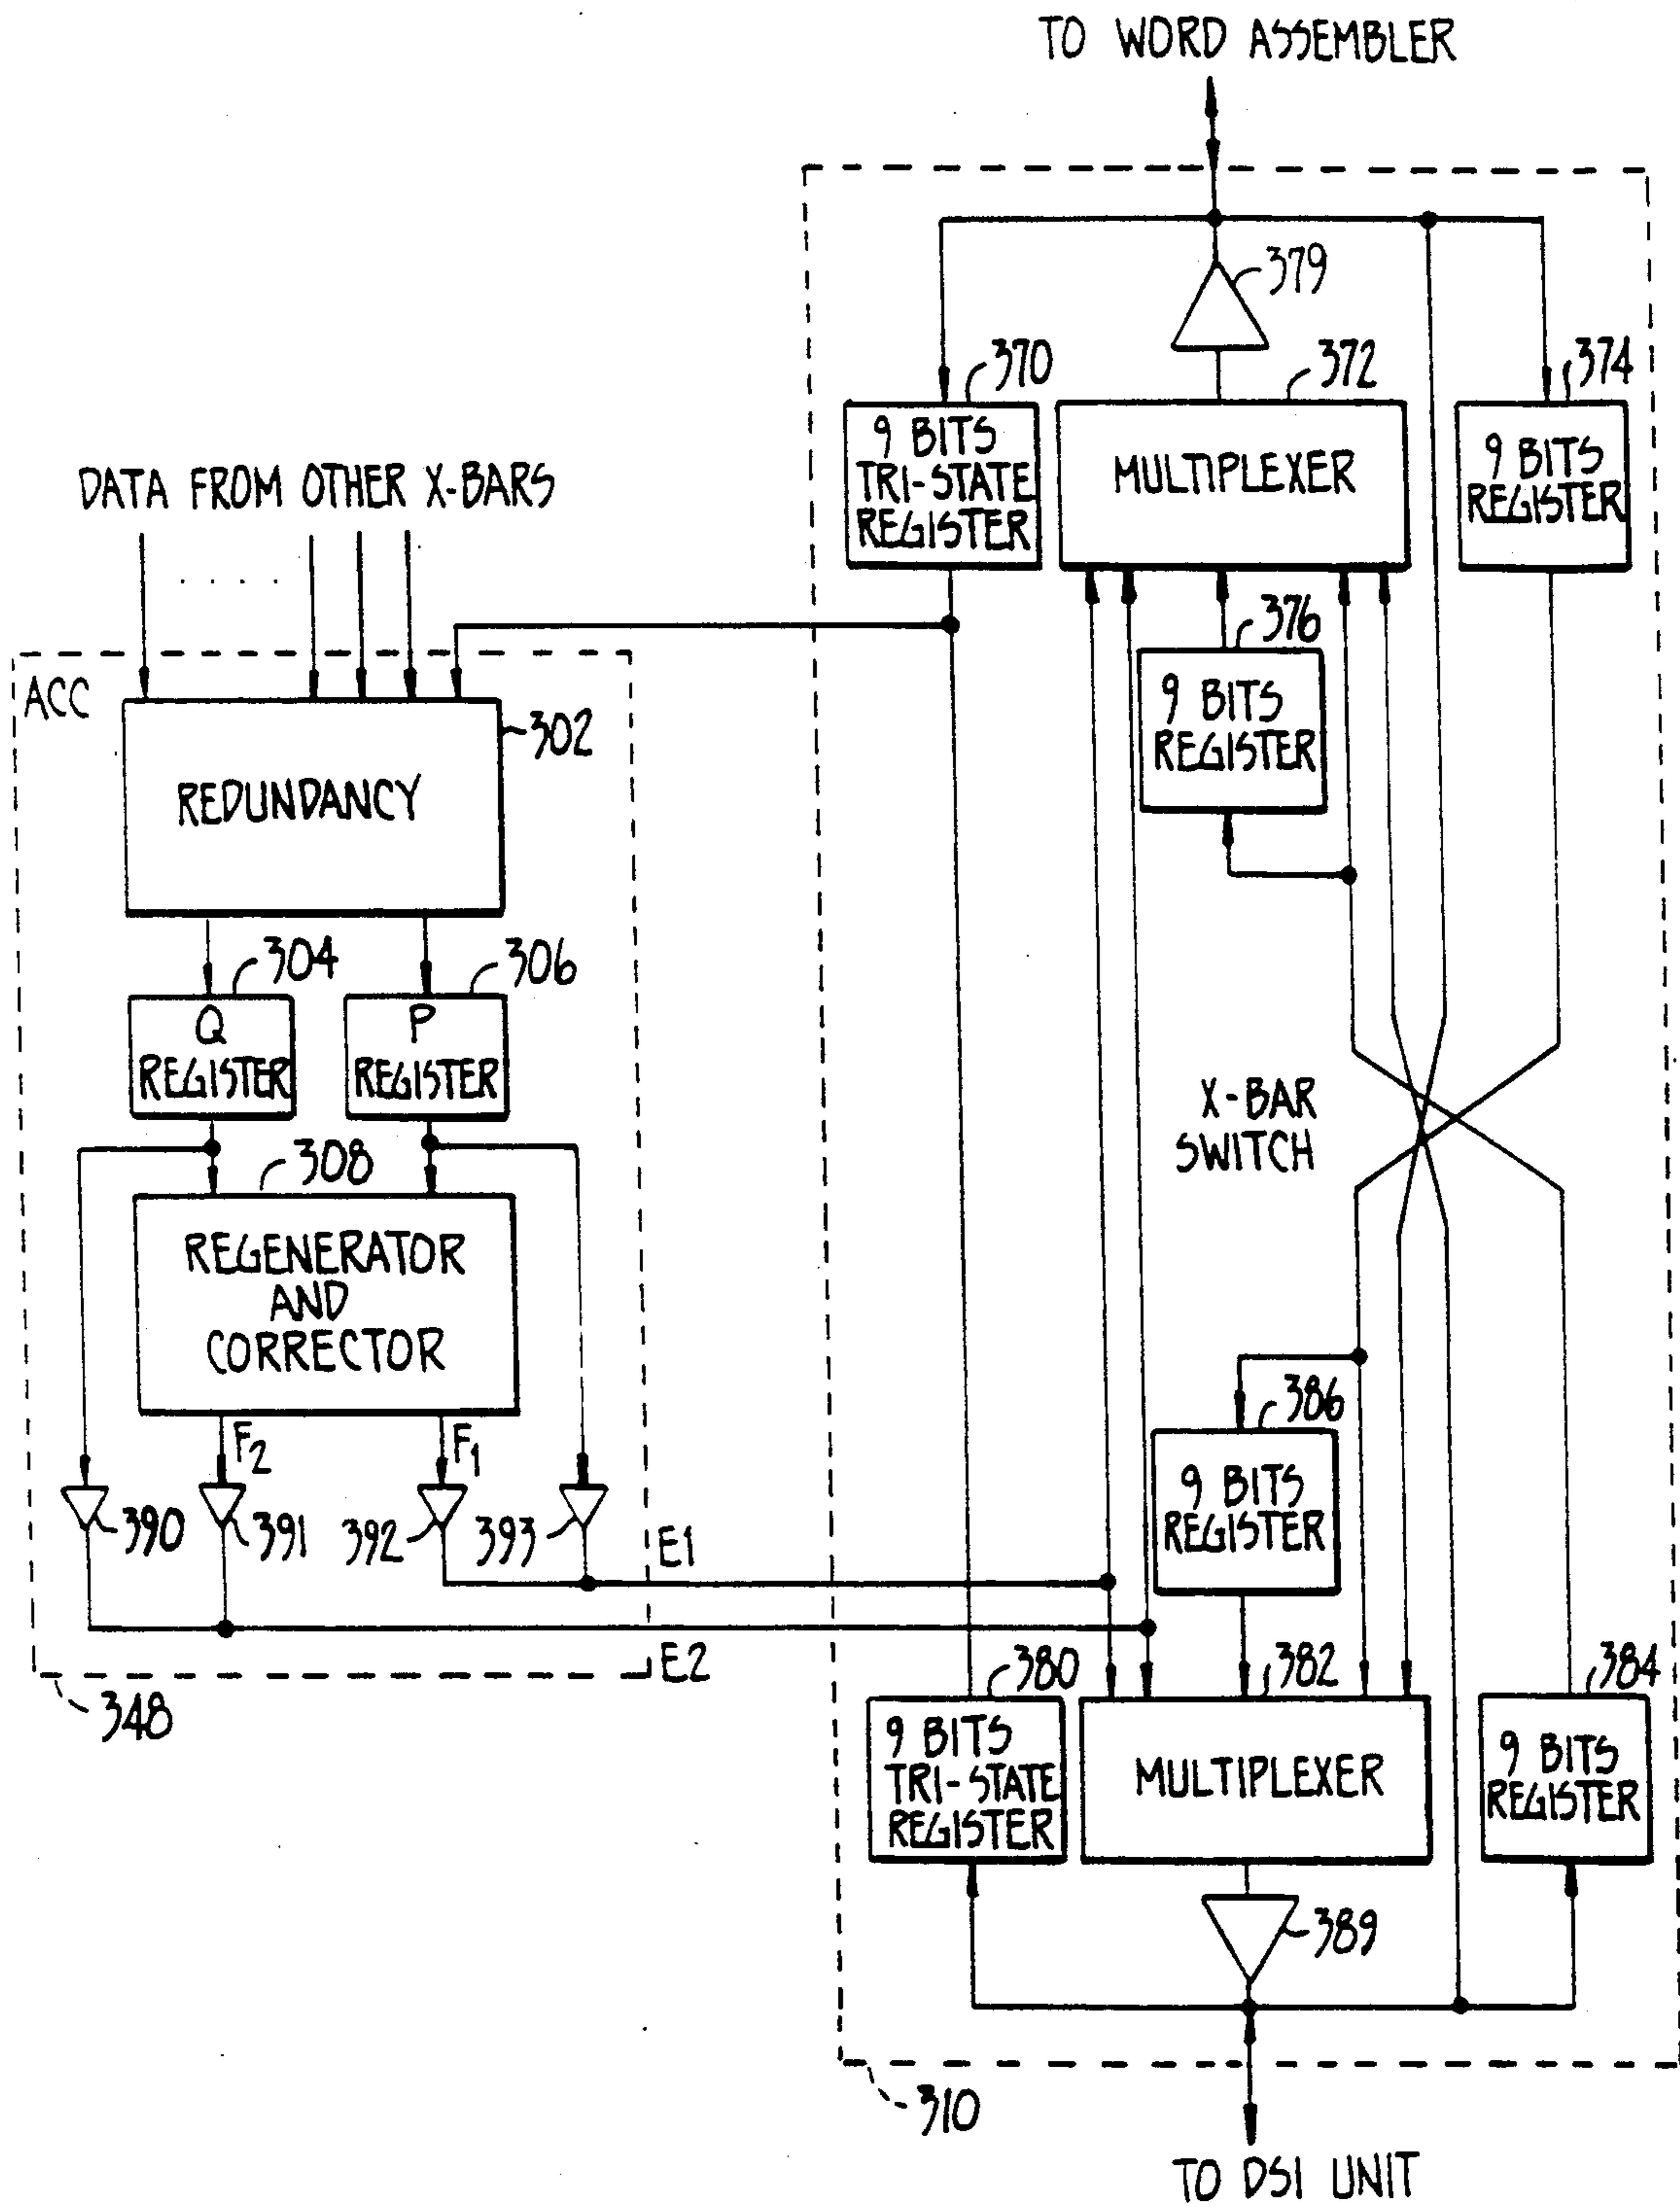 TO WORD ASSEMBLER
379
370
372
374
9 BITS
TRI-STATE
REGISTER
MULTIPLEXER
9 BITS
REGISTER
DATA FROM OTHER X-BARS
. . . . .
376
9 BITS
REGISTER
ACC
302
REDUNDANCY
304
306
Q
REGISTER
P
REGISTER
X-BAR
SWITCH
308
REGENERATOR
AND
CORRECTOR
F2
F1
390
391
392
393
E1
E2
348
386
9 BITS
REGISTER
380
382
384
9 BITS
TRI-STATE
REGISTER
MULTIPLEXER
9 BITS
REGISTER
389
310
TO DSI UNIT